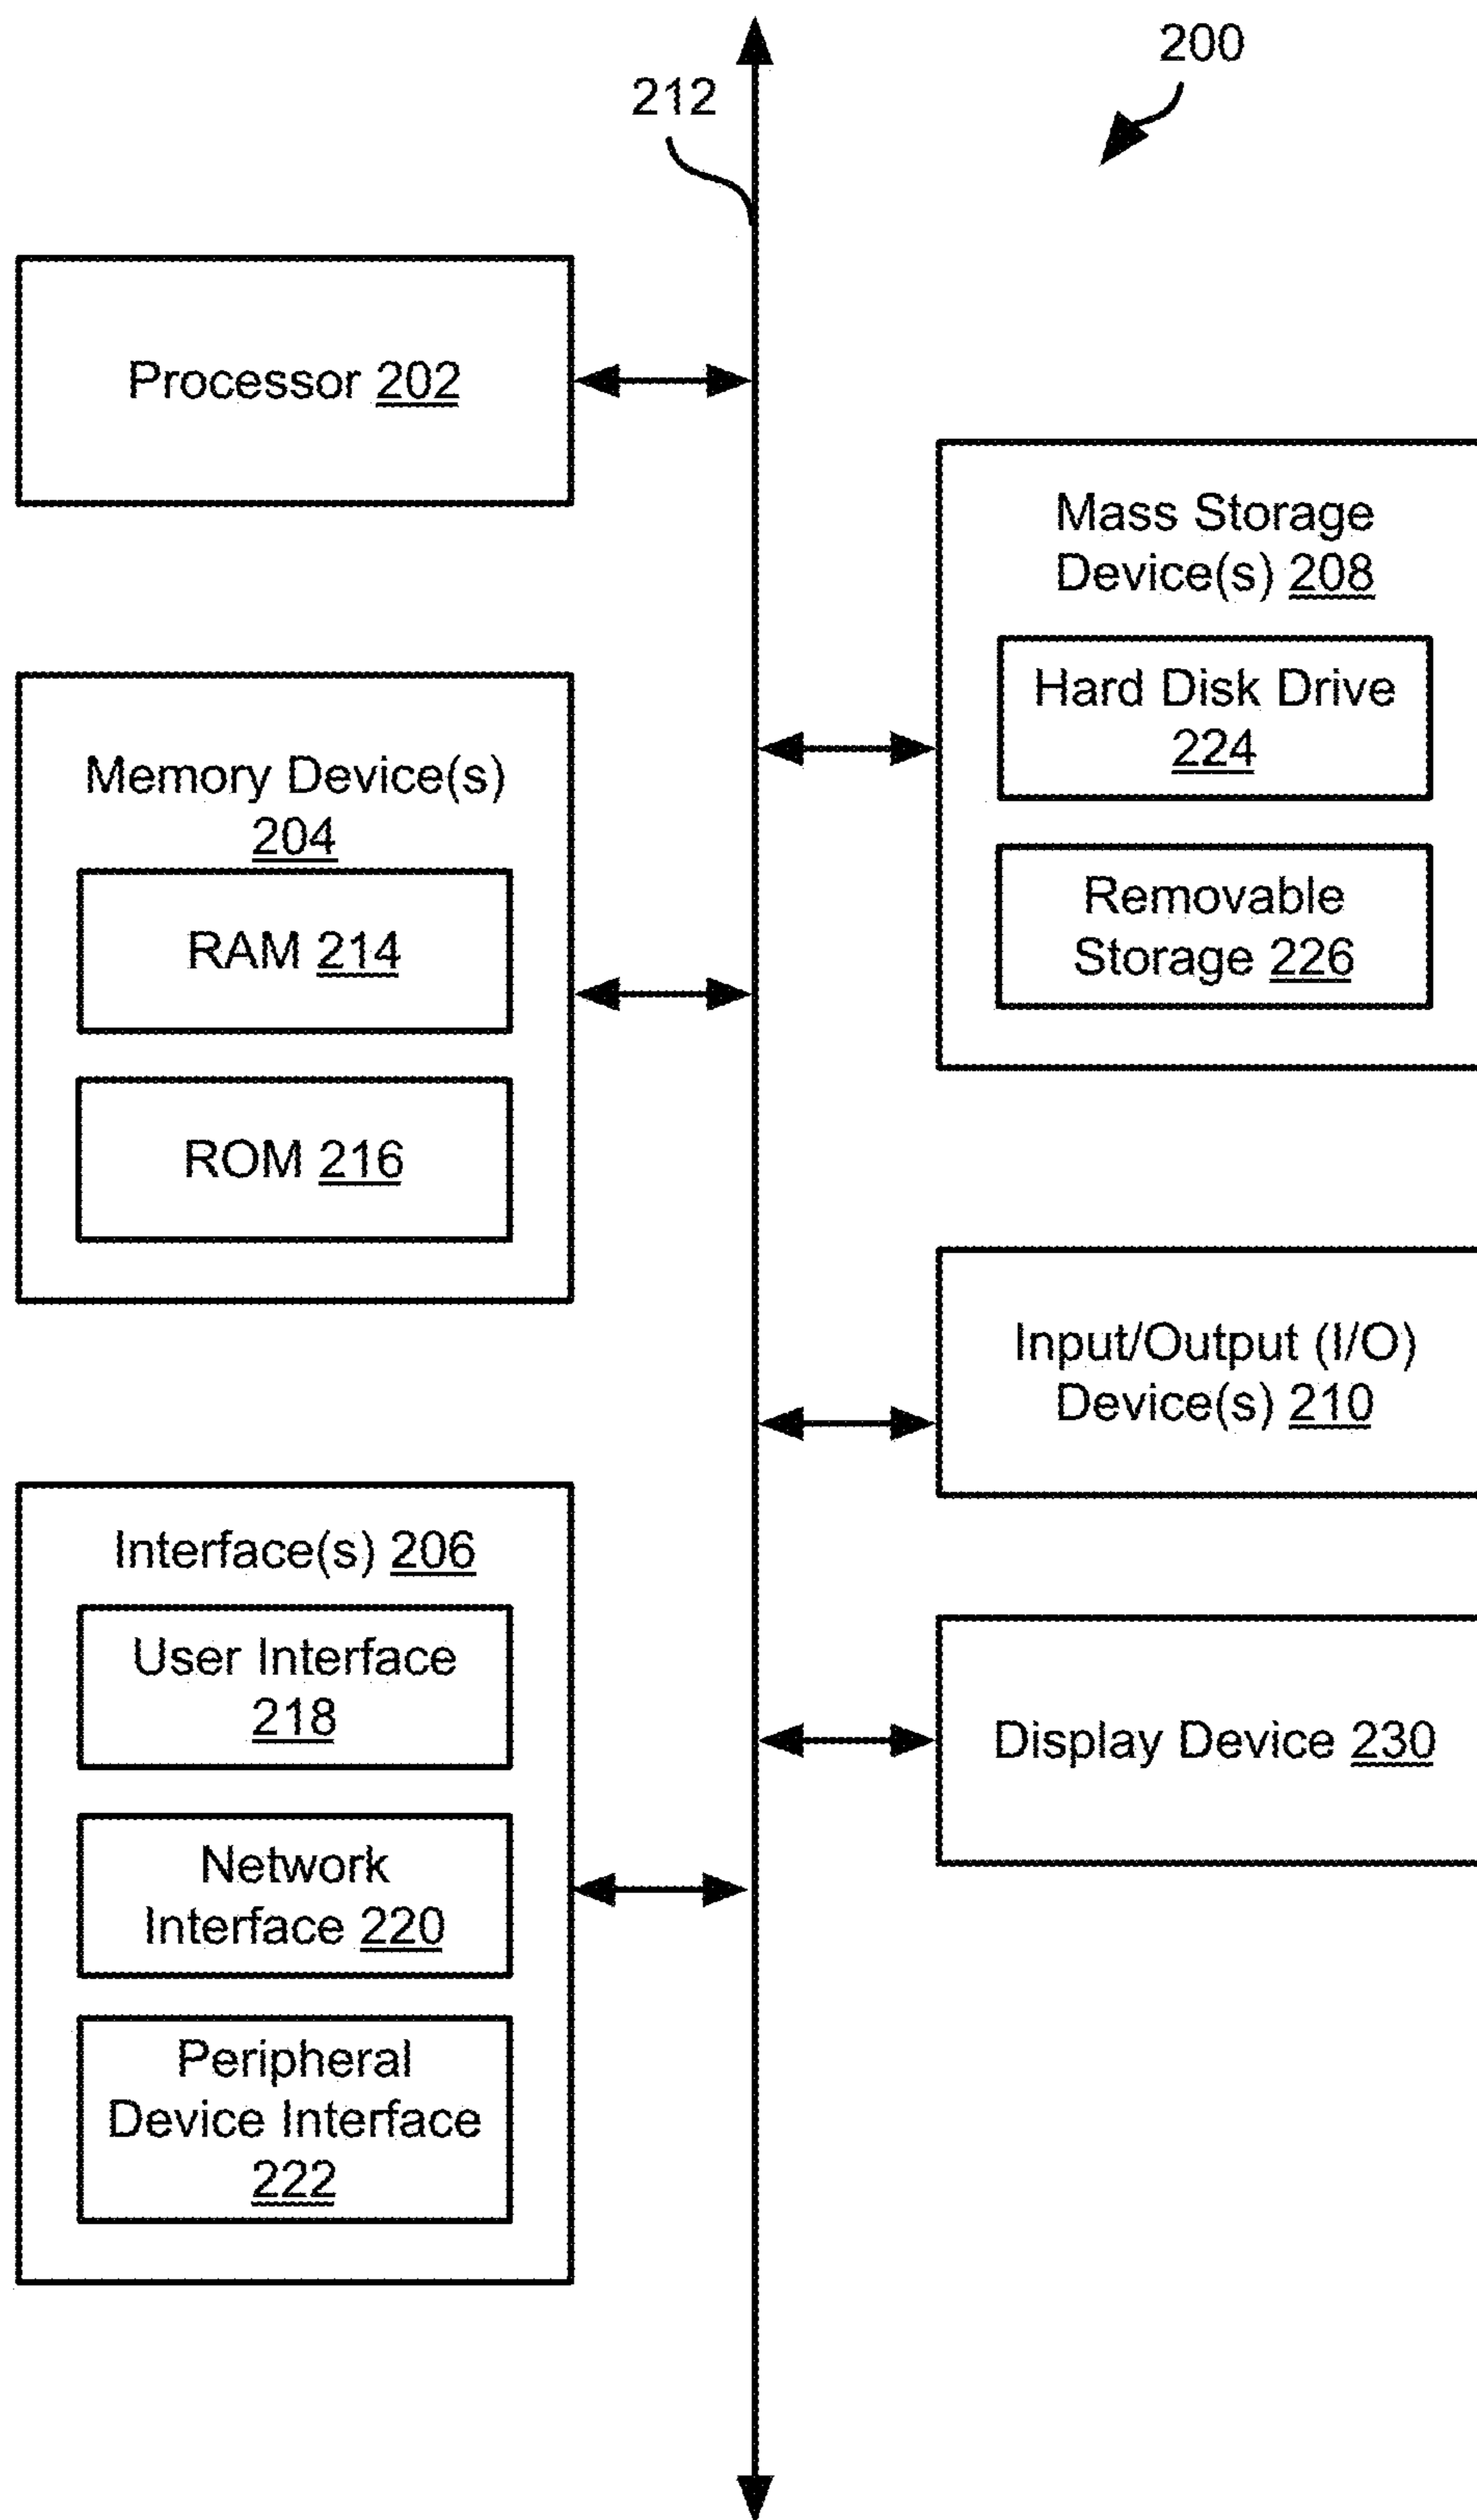 200
212
Processor 202
Mass Storage
Device(s) 208
Hard Disk Drive
224
Removable
Storage 226
Memory Device(s)
204
RAM 214
ROM 216
Input/Output (I/O)
Device(s) 210
Interface(s) 206
User Interface
218
Network
Interface 220
Peripheral
Device Interface
222
Display Device 230